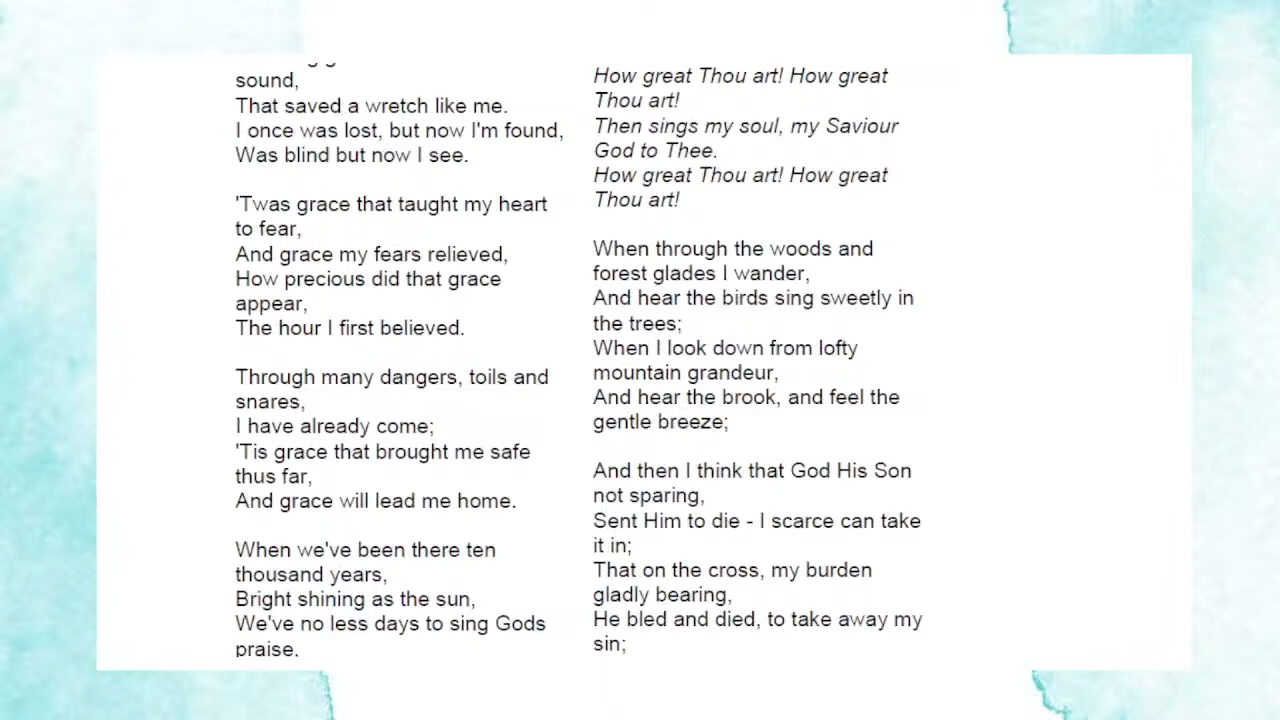 sound,
That saved a wretch like me.
I once was lost, but now I'm found,
Was blind but now I see.
'Twas grace that taught my heart
to fear,
And grace my fears relieved,
How precious did that grace
appear,
The hour I first believed.
Through many dangers, toils and
snares,
I have already come;
'Tis grace that brought me safe
thus far,
And grace will lead me home.
When we've been there ten
thousand years,
Bright shining as the sun,
We've no less days to sing Gods
praise.
How great Thou art! How great
Thou art!
Then sings my soul, my Saviour
God to Thee.
How great Thou art! How great
Thou art!
When through the woods and
forest glades I wander,
And hear the birds sing sweetly in
the trees;
When I look down from lofty
mountain grandeur,
And hear the brook, and feel the
gentle breeze;
And then I think that God His Son
not sparing,
Sent Him to die - I scarce can take
it in;
That on the cross, my burden
gladly bearing,
He bled and died, to take away my
sin;